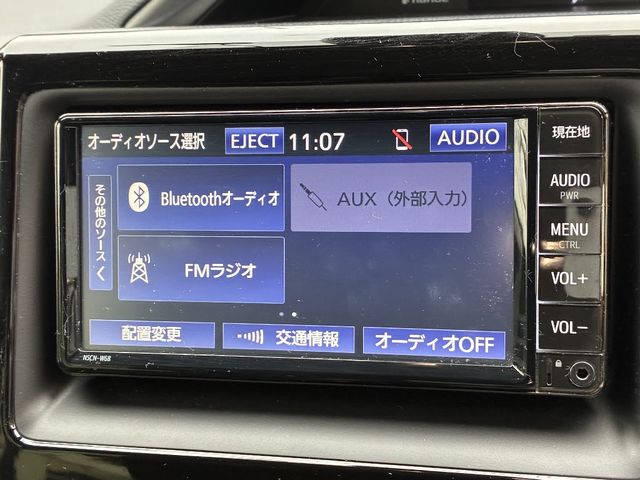 オーディオソース選択 EJECT 11:07 AUDIO
その他のソース
Bluetoothオーディオ
AUX（外部入力）
FMラジオ
配置変更
交通情報
オーディオOFF
NSCN-W68
現在地
AUDIO
PWR
MENU
CTRL
VOL+
VOL-